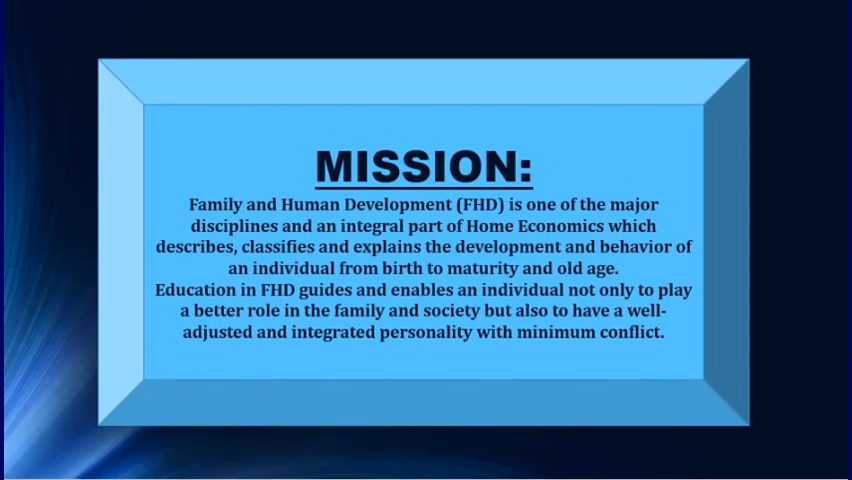 MISSION:
Family and Human Development (FHD) is one of the major
disciplines and an integral part of Home Economics which
describes, classifies and explains the development and behavior of
an individual from birth to maturity and old age.
Education in FHD guides and enables an individual not only to play
a better role in the family and society but also to have a well-
adjusted and integrated personality with minimum conflict.